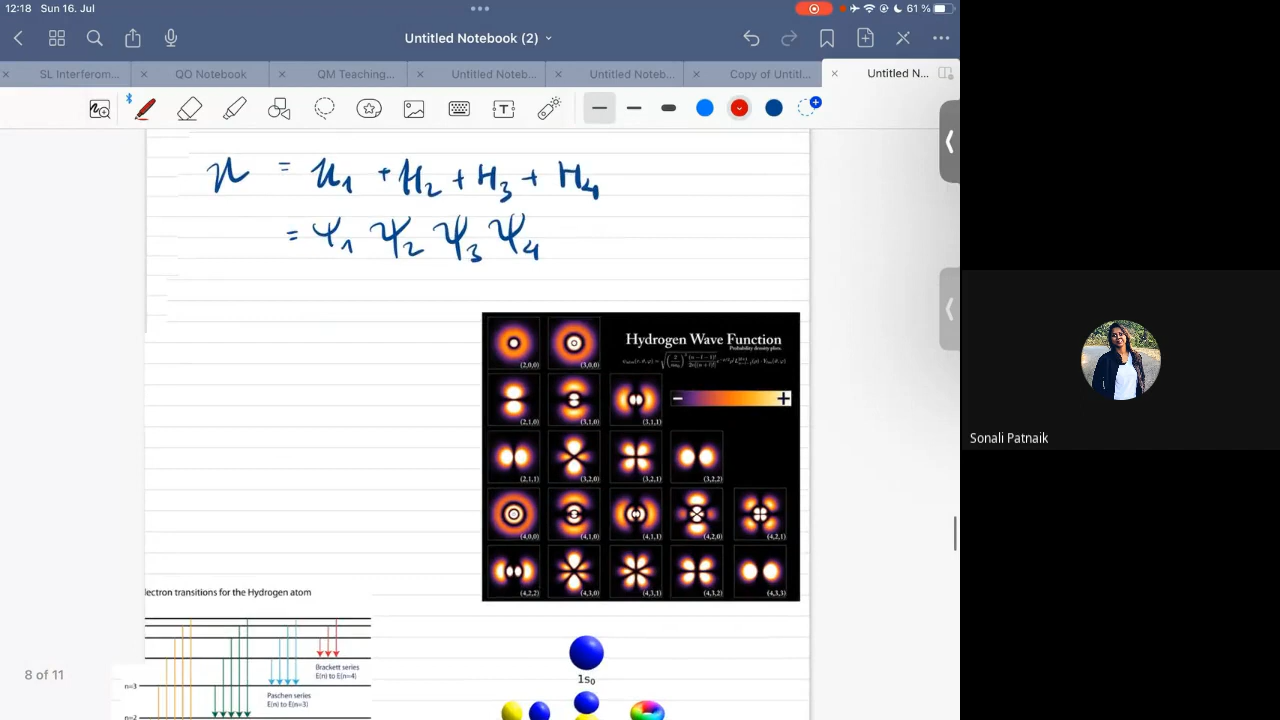 12:18 Sun 16. Jul
61 %
Untitled Notebook (2)
SL Interferom...
QO Notebook
QM Teaching...
Untitled Noteb...
Untitled Noteb...
Copy of Untitl...
Untitled N...
H = H1 + H2 + H3 + H4
= Ψ1 Ψ2 Ψ3 Ψ4
Hydrogen Wave Function
Probability density plots.
(2,0,0) (3,0,0)
− +
(2,1,0) (3,1,0) (3,1,1)
(2,1,1) (3,2,0) (3,2,1) (3,2,2)
(4,0,0) (4,1,0) (4,1,1) (4,2,0) (4,2,1)
(4,2,2) (4,3,0) (4,3,1) (4,3,2) (4,3,3)
lectron transitions for the Hydrogen atom
Brackett series
E(n) to E(n=4)
Paschen series
E(n) to E(n=3)
n=3
n=2
1s0
8 of 11
Sonali Patnaik